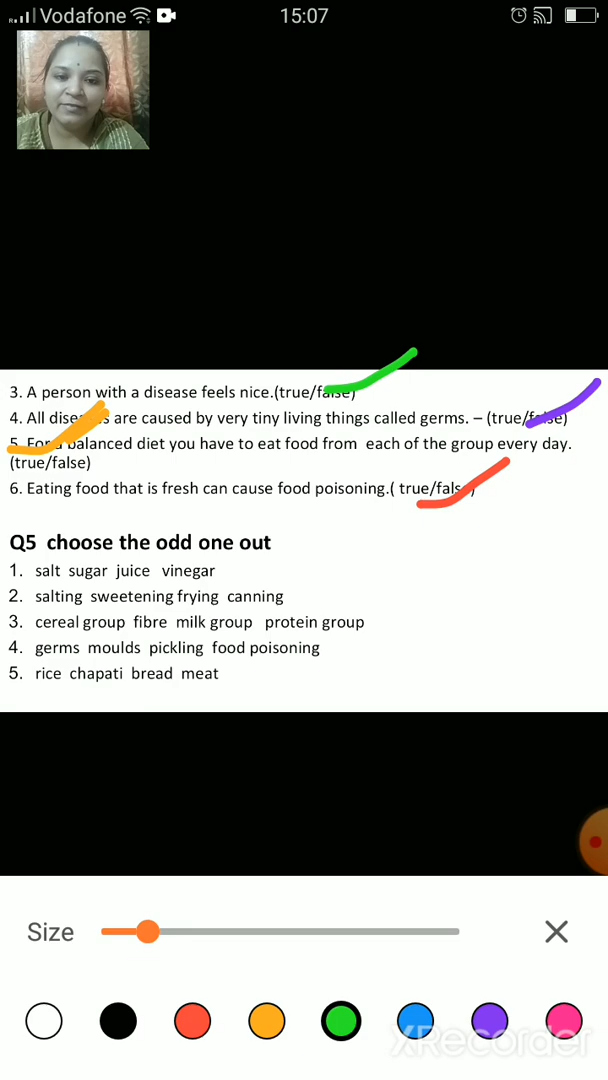 Vodafone 15:07
3. A person with a disease feels nice.(true/false)
4. All diseases are caused by very tiny living things called germs. – (true/false)
5. For a balanced diet you have to eat food from each of the group every day.
(true/false)
6. Eating food that is fresh can cause food poisoning.( true/false)
Q5 choose the odd one out
1. salt sugar juice vinegar
2. salting sweetening frying canning
3. cereal group fibre milk group protein group
4. germs moulds pickling food poisoning
5. rice chapati bread meat
Size
XRecorder